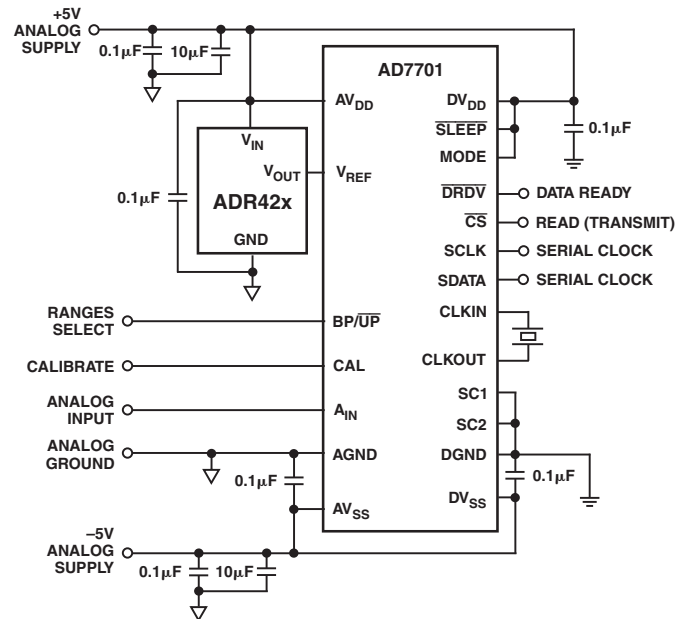 +5V
ANALOG
SUPPLY
0.1µF
10µF
AD7701
AVDD
DVDD
SLEEP
0.1µF
MODE
VIN
VOUT
VREF
0.1µF
ADR42x
GND
DRDV
DATA READY
CS
READ (TRANSMIT)
SCLK
SERIAL CLOCK
SDATA
SERIAL CLOCK
RANGES
SELECT
BP/UP
CLKIN
CLKOUT
CALIBRATE
CAL
ANALOG
INPUT
AIN
SC1
SC2
ANALOG
GROUND
AGND
DGND
0.1µF
0.1µF
AVSS
DVSS
–5V
ANALOG
SUPPLY
0.1µF
10µF